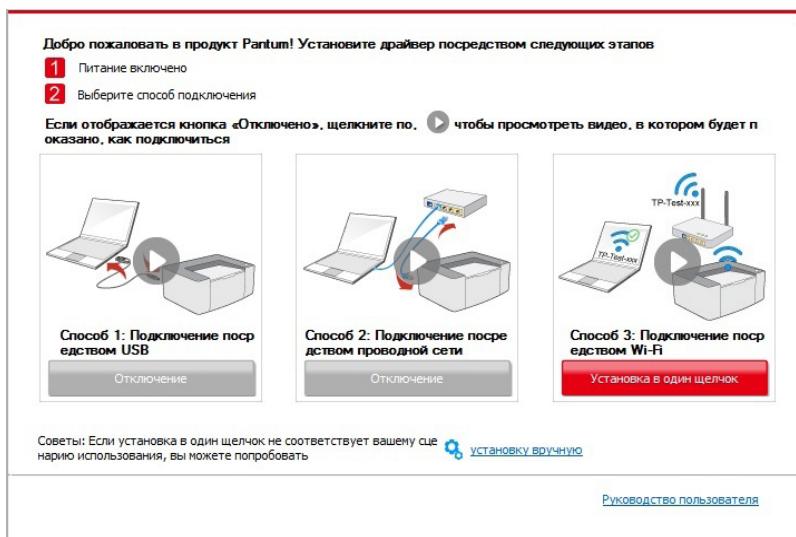 Добро пожаловать в продукт Pantum! Установите драйвер посредством следующих этапов
1 Питание включено
2 Выберите способ подключения
Если отображается кнопка «Отключено», щелкните по, чтобы просмотреть видео, в котором будет п
оказано, как подключиться
TP-Test-xxx
TP-Test-xxx
Способ 1: Подключение поср
едством USB
Отключение
Способ 2: Подключение посре
дством проводной сети
Отключение
Способ 3: Подключение поср
едством Wi-Fi
Установка в один щелчок
Советы: Если установка в один щелчок не соответствует вашему сце
нарию использования, вы можете попробовать
установку вручную
Руководство пользователя